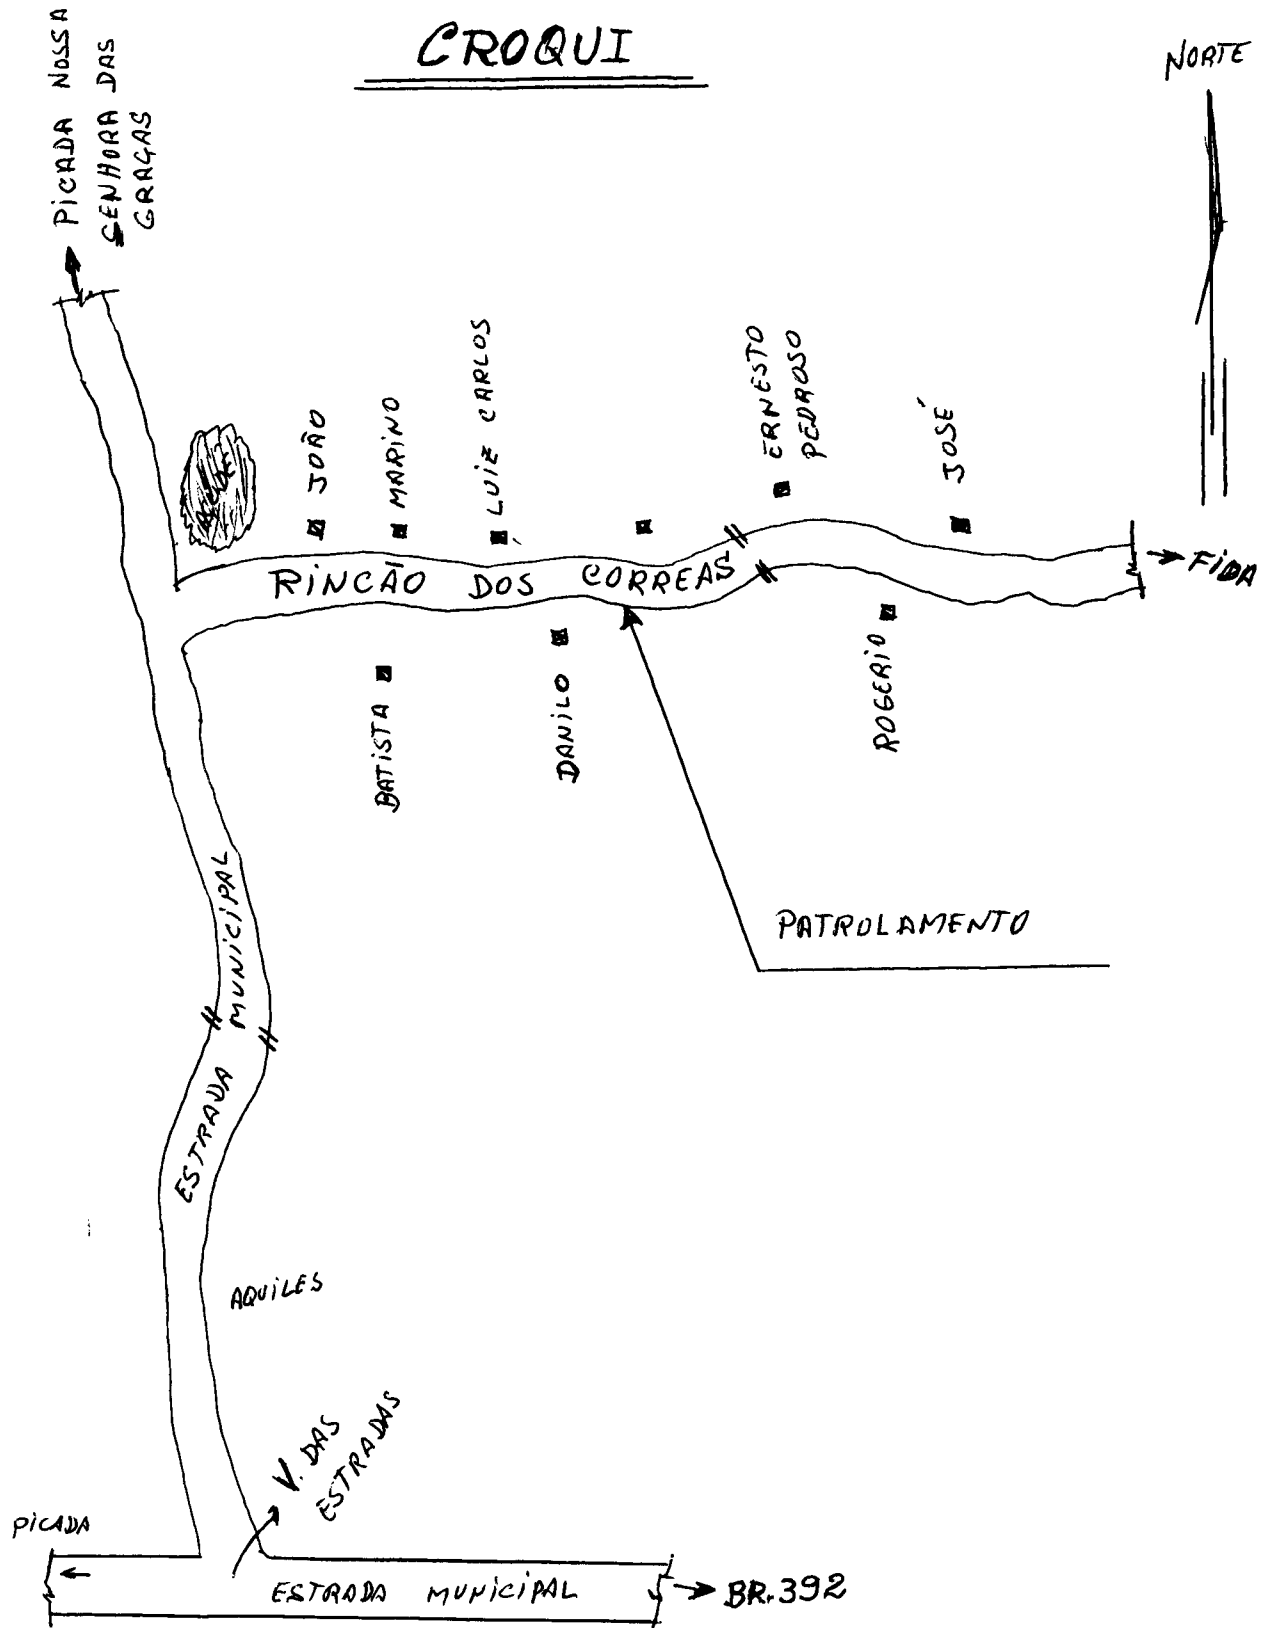 CROQUI
NORTE
PICADA NOSSA
SENHORA DAS
GRAÇAS
JOÃO
MARINO
LUIZ CARLOS
ERNESTO
PEDROSO
JOSÉ
RINCÃO DOS CORREAS
FIDA
BATISTA
DANILO
ROGERIO
PATROLAMENTO
ESTRADA MUNICIPAL
AQUILES
V. DAS
ESTRADAS
PICADA
ESTRADA MUNICIPAL
BR.392